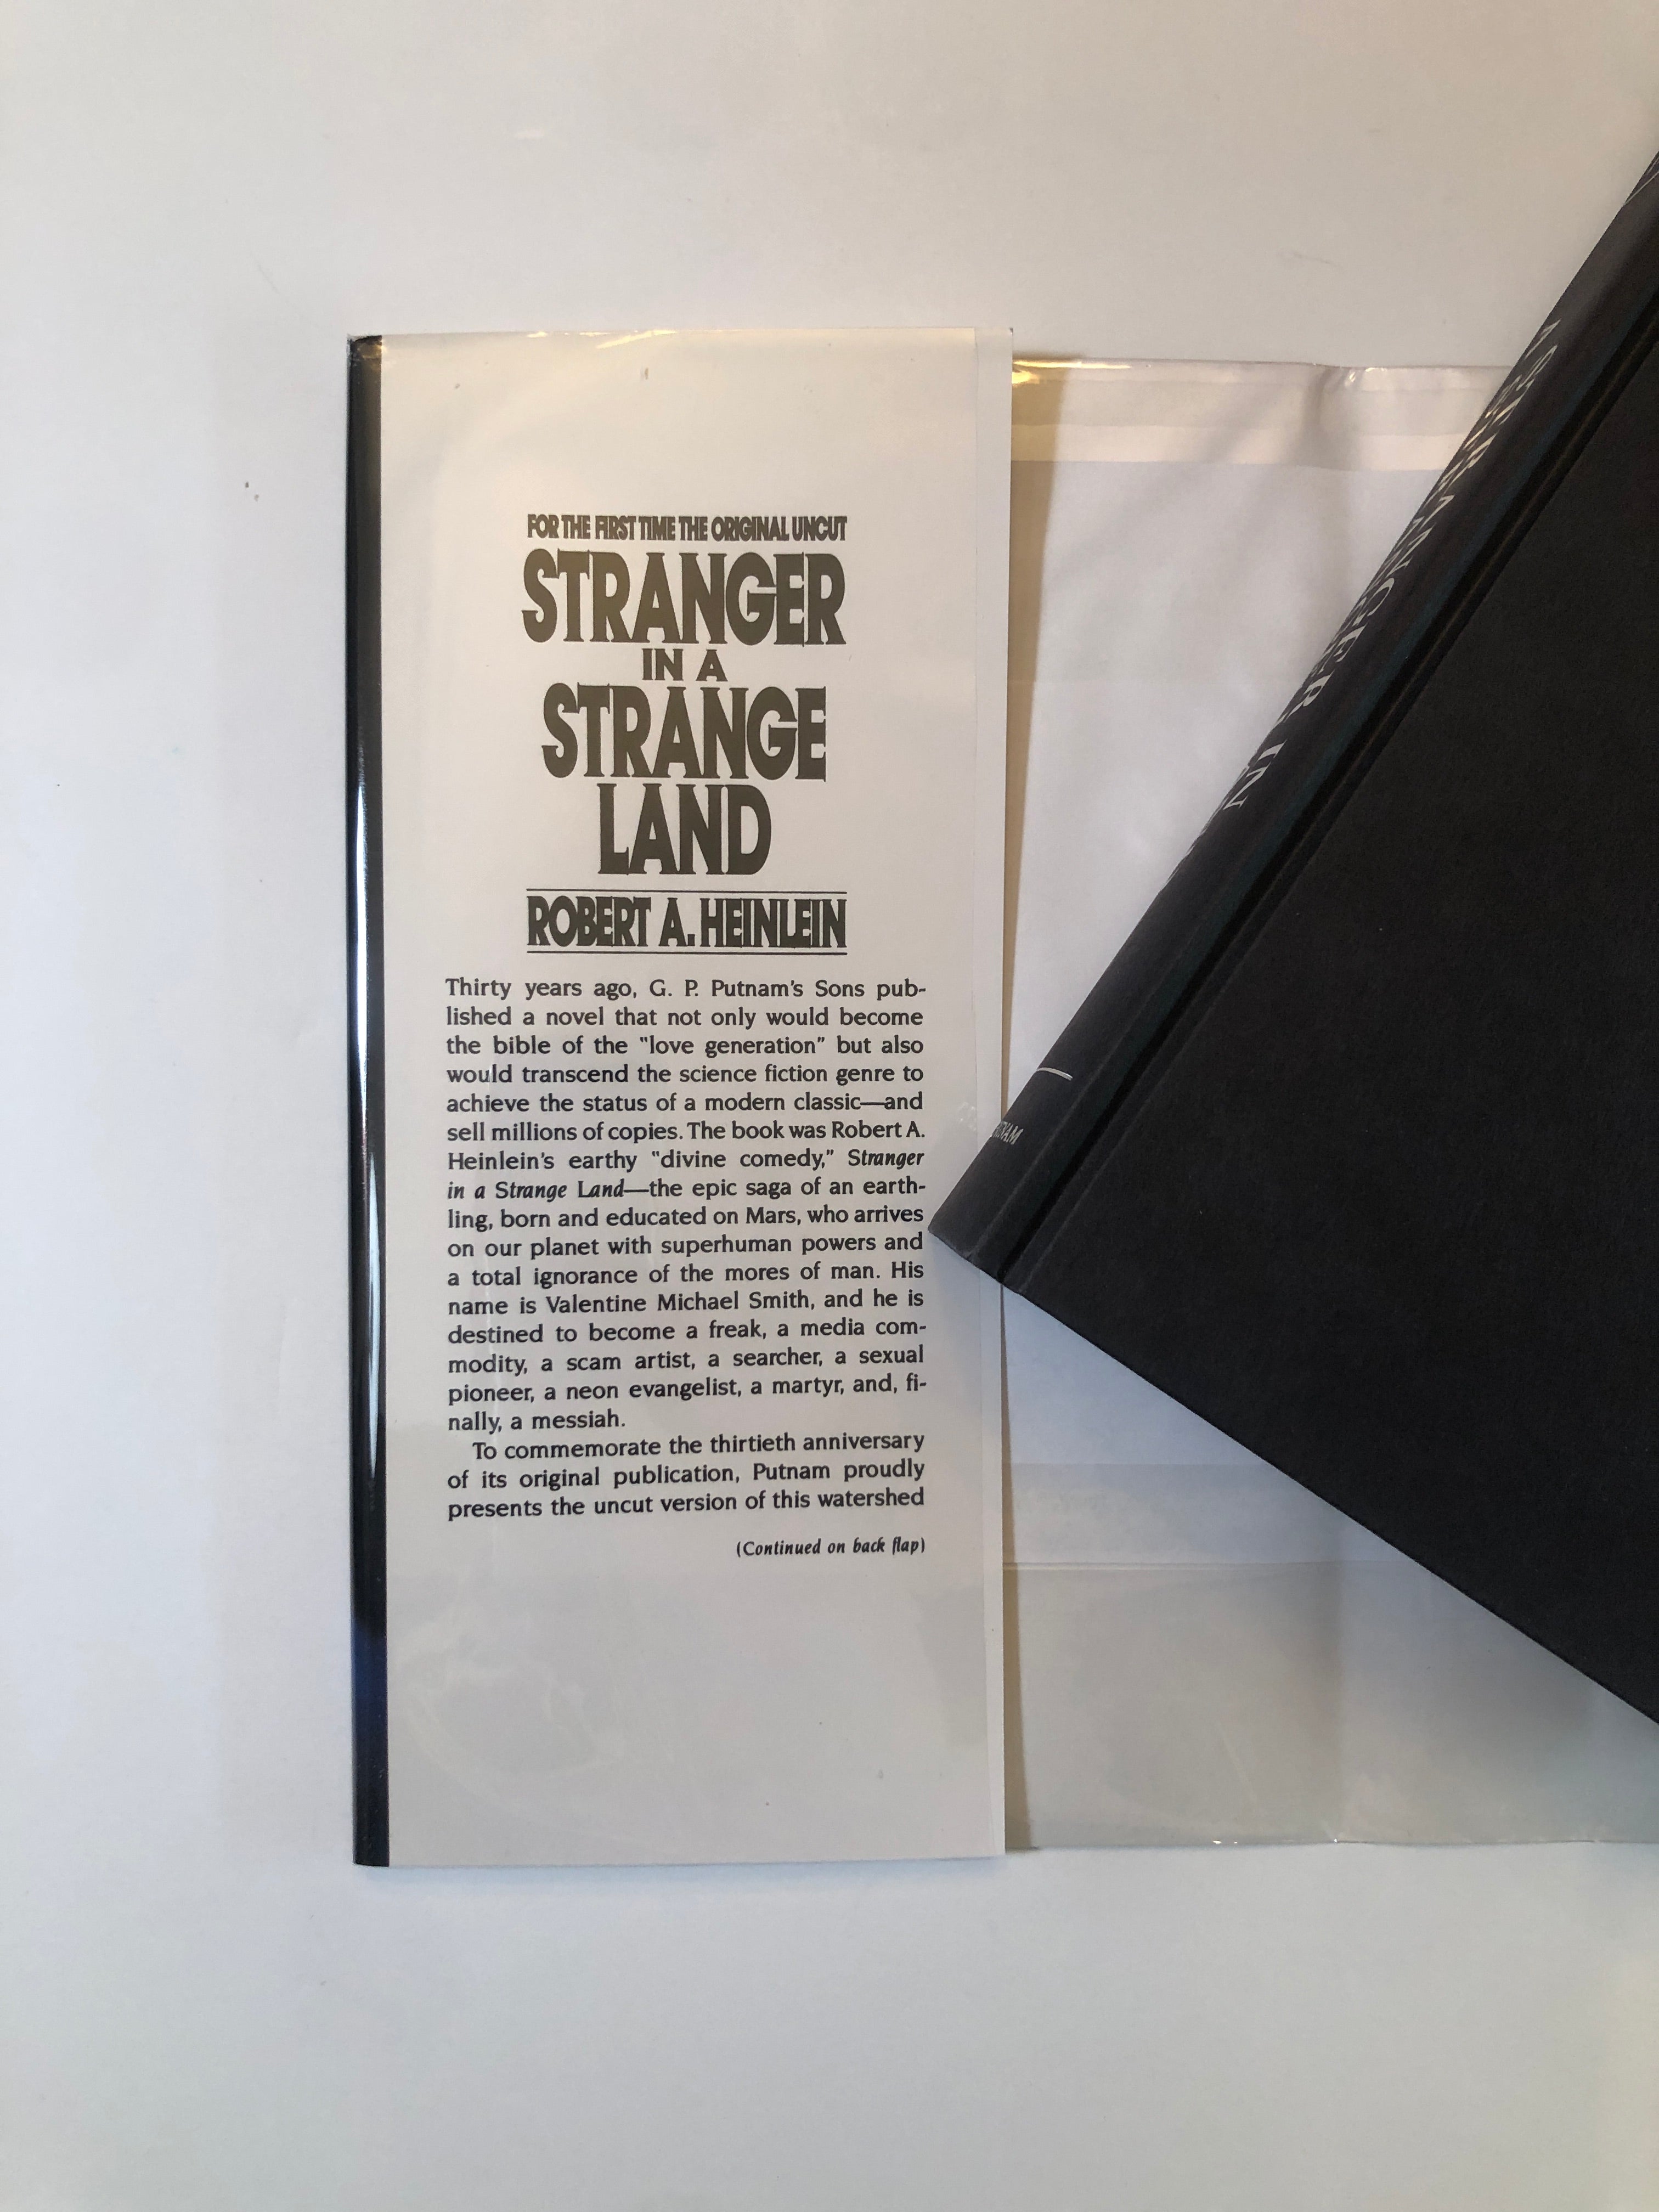 FOR THE FIRST TIME THE ORIGINAL UNCUT
STRANGER
IN A
STRANGE
LAND
ROBERT A. HEINLEIN
Thirty years ago, G. P. Putnam's Sons pub-
lished a novel that not only would become
the bible of the "love generation" but also
would transcend the science fiction genre to
achieve the status of a modern classic—and
sell millions of copies. The book was Robert A.
Heinlein's earthy "divine comedy," Stranger
in a Strange Land—the epic saga of an earth-
ling, born and educated on Mars, who arrives
on our planet with superhuman powers and
a total ignorance of the mores of man. His
name is Valentine Michael Smith, and he is
destined to become a freak, a media com-
modity, a scam artist, a searcher, a sexual
pioneer, a neon evangelist, a martyr, and, fi-
nally, a messiah.
To commemorate the thirtieth anniversary
of its original publication, Putnam proudly
presents the uncut version of this watershed
(Continued on back flap)
STRANGER IN